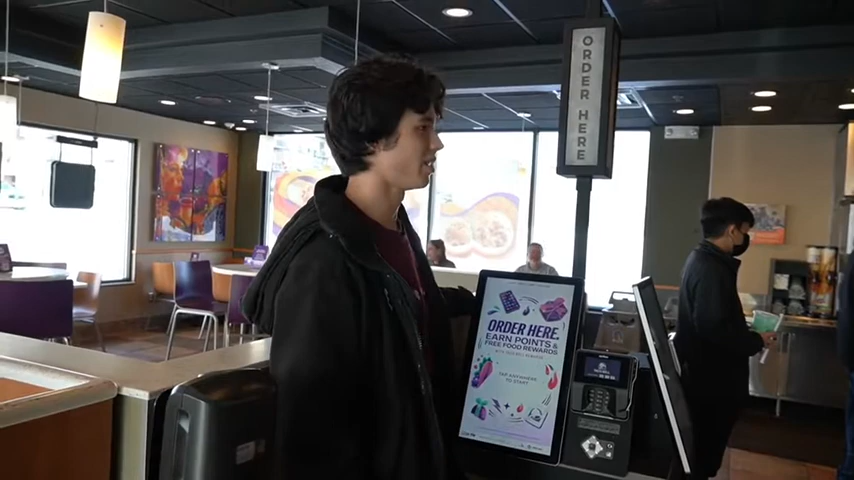 ORDER HERE
ORDER HERE
EARN POINTS &
FREE FOOD REWARDS
TAP ANYWHERE
TO START